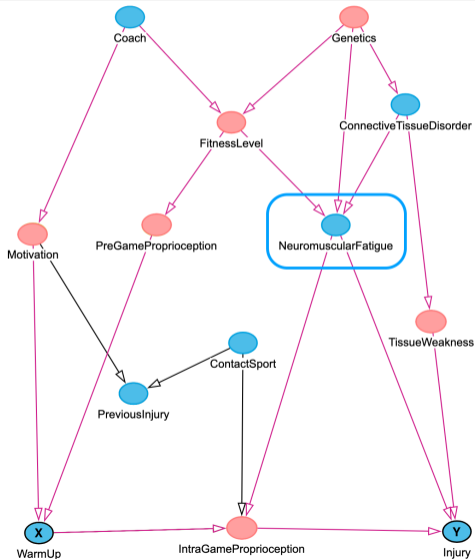 Coach
Genetics
ConnectiveTissueDisorder
FitnessLevel
Motivation
PreGameProprioception
NeuromuscularFatigue
TissueWeakness
ContactSport
PreviousInjury
X
Y
WarmUp
IntraGameProprioception
Injury